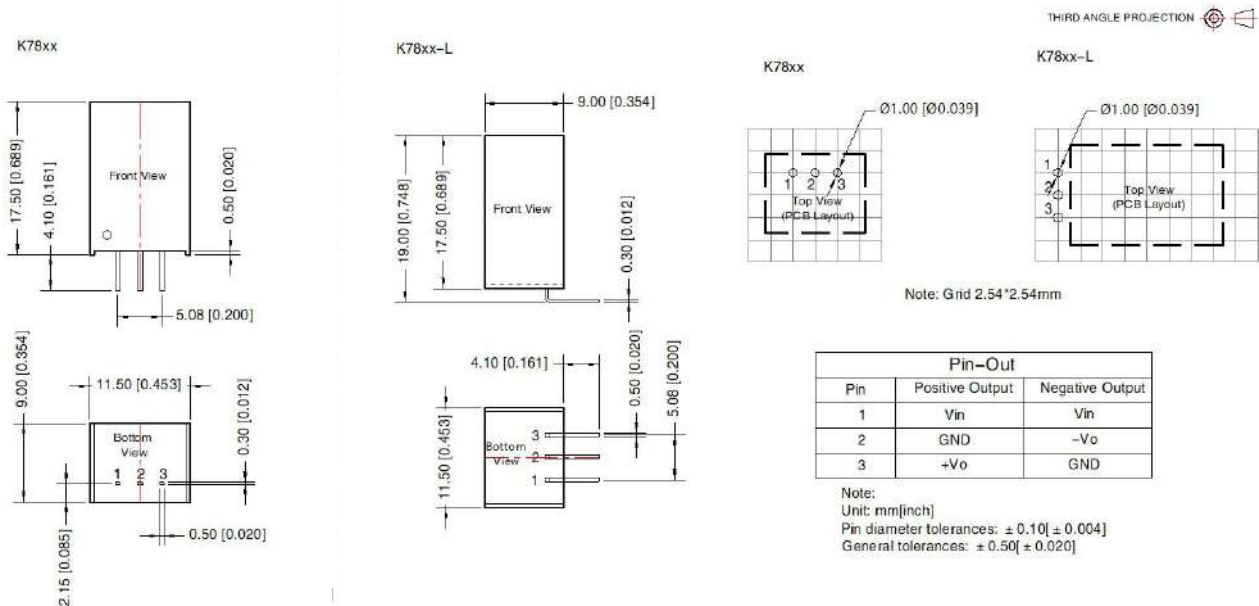 THIRD ANGLE PROJECTION
K78xx
17.50 [0.689]
4.10 [0.161]
Front View
0.50 [0.020]
5.08 [0.200]
9.00 [0.354]
11.50 [0.453]
0.30 [0.012]
Bottom
View
1 2 3
2.15 [0.085]
0.50 [0.020]
K78xx-L
9.00 [0.354]
19.00 [0.748]
17.50 [0.689]
Front View
0.30 [0.012]
4.10 [0.161]
0.50 [0.020]
5.08 [0.200]
11.50 [0.453]
Bottom
View
3
2
1
K78xx
Ø1.00 [Ø0.039]
1 2 3
Top View
(PCB Layout)
K78xx-L
Ø1.00 [Ø0.039]
1
2
3
Top View
(PCB Layout)
Note: Grid 2.54*2.54mm
Pin-Out
Pin Positive Output Negative Output
1 Vin Vin
2 GND -Vo
3 +Vo GND
Note:
Unit: mm[inch]
Pin diameter tolerances: ±0.10[±0.004]
General tolerances: ±0.50[±0.020]